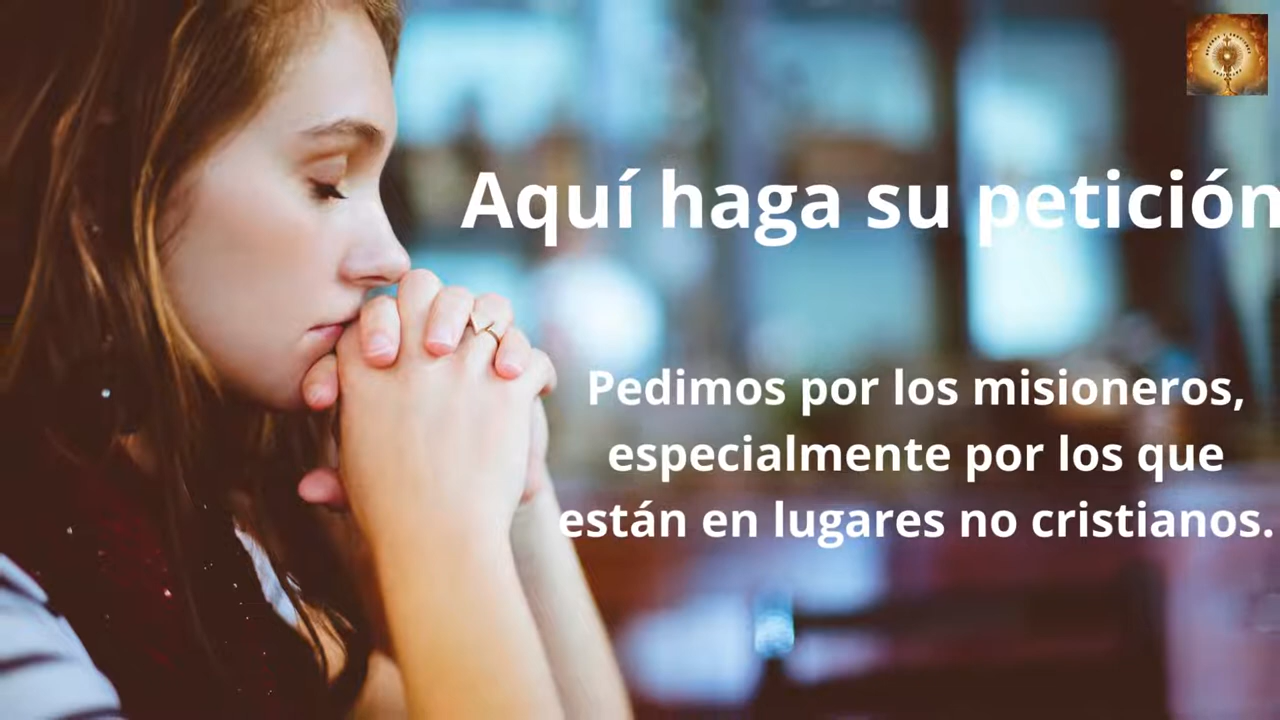 Aquí haga su petición
Pedimos por los misioneros,
especialmente por los que
están en lugares no cristianos.